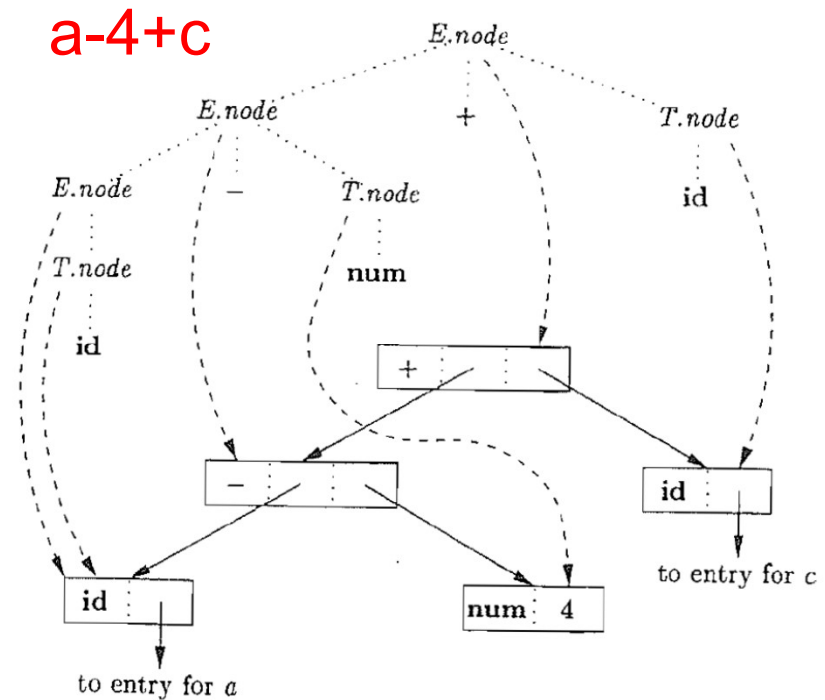 a-4+c
E.node
E.node + T.node
E.node − T.node id
T.node num
id
+
− id
to entry for c
id num 4
to entry for a